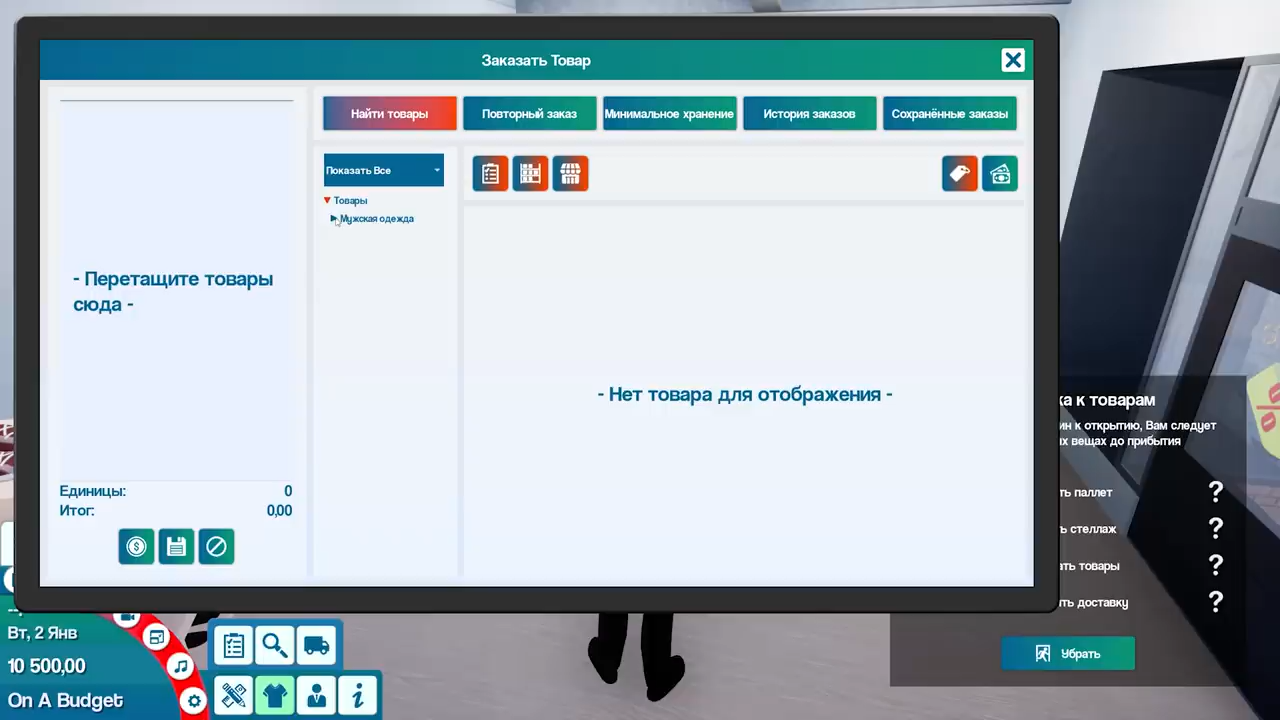 Заказать Товар
Найти товары
Повторный заказ
Минимальное хранение
История заказов
Сохранённые заказы
Показать Все
Товары
Мужская одежда
- Перетащите товары
сюда -
- Нет товара для отображения -
Единицы: 0
Итог: 0,00
ка к товарам
ин к открытию, Вам следует
их вещах до прибытия
ть паллет ?
ть стеллаж ?
ать товары ?
ть доставку ?
Убрать
Вт, 2 Янв
10 500,00
On A Budget